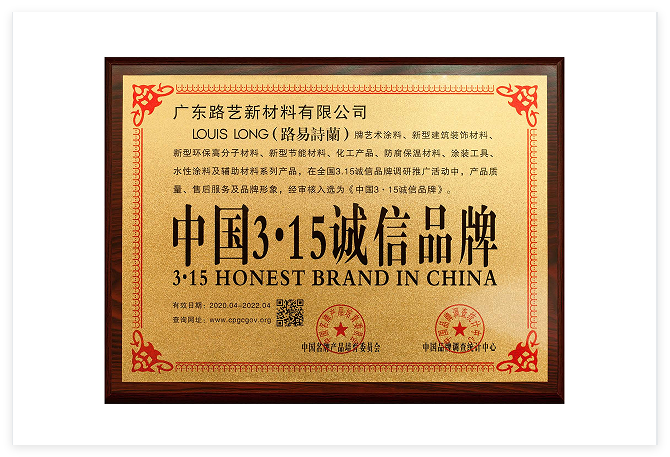 广东路艺新材料有限公司
LOUIS LONG(路易詩蘭)牌艺术涂料、新型建筑装饰材料、
新型环保高分子材料、新型节能材料、化工产品、防腐保温材料、涂装工具、
水性涂料及辅助材料系列产品，在全国3.15诚信品牌调研推广活动中，产品质
量、售后服务及品牌形象，经审核入选为《中国3·15诚信品牌》。
中国3·15诚信品牌
3·15 HONEST BRAND IN CHINA
有效日期：2020.04-2022.04
查询网址：www.cpgcgov.org
中国名牌产品培育委员会
中国品牌调查统计中心